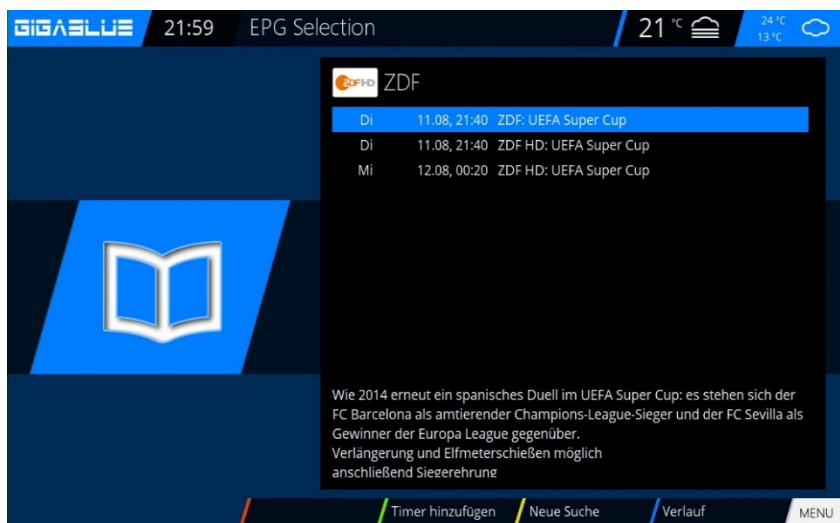 GIGABLUE 21:59 EPG Selection 21 °C 24 °C
13 °C
ZDF HD ZDF
Di 11.08, 21:40 ZDF: UEFA Super Cup
Di 11.08, 21:40 ZDF HD: UEFA Super Cup
Mi 12.08, 00:20 ZDF HD: UEFA Super Cup
Wie 2014 erneut ein spanisches Duell im UEFA Super Cup: es stehen sich der
FC Barcelona als amtierender Champions-League-Sieger und der FC Sevilla als
Gewinner der Europa League gegenüber.
Verlängerung und Elfmeterschießen möglich
anschließend Siegerehrung
Timer hinzufügen Neue Suche Verlauf MENU